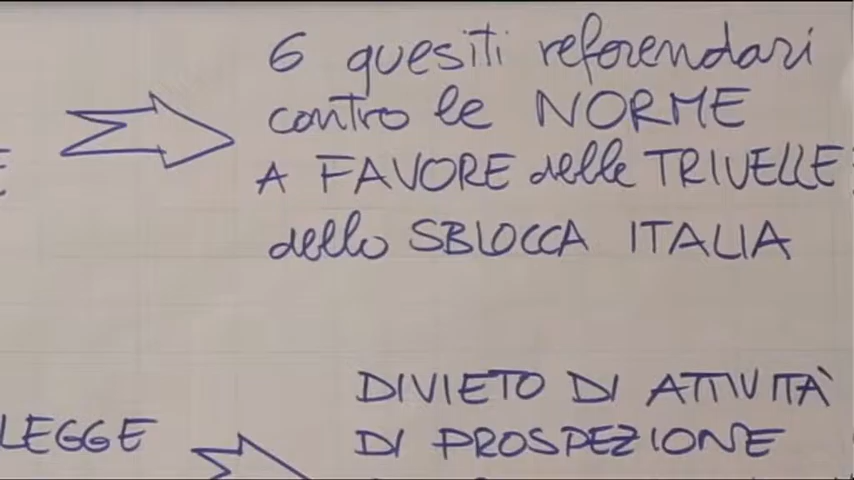 6 quesiti referendari
contro le NORME
A FAVORE delle TRIVELLE
dello SBLOCCA ITALIA
DIVIETO DI ATTIVITÀ
LEGGE
DI PROSPEZIONE